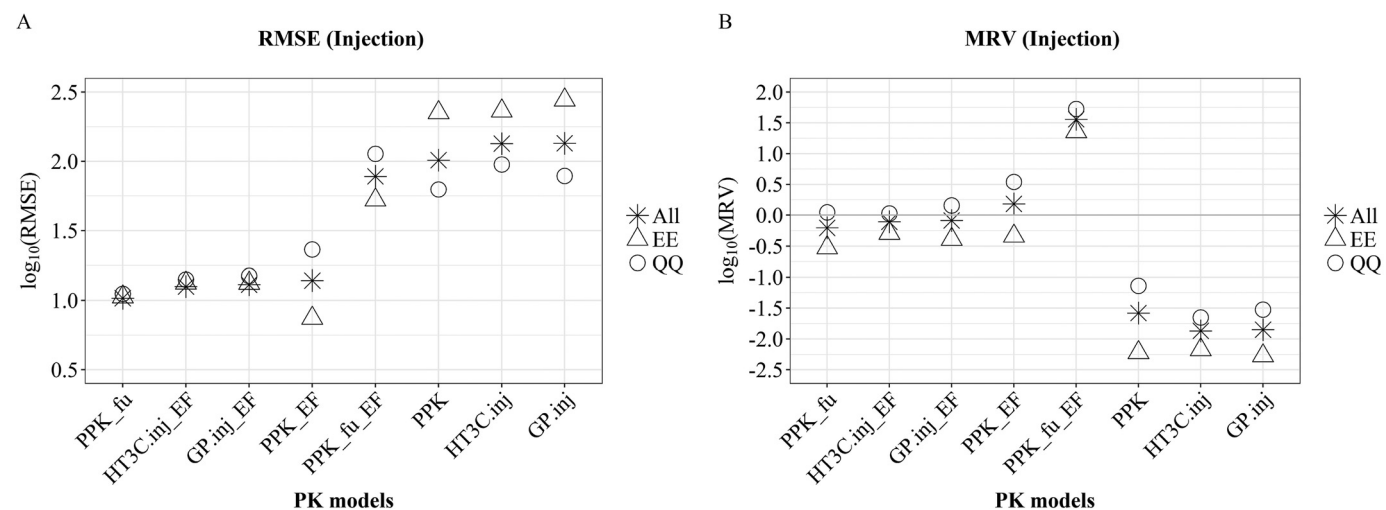 A
RMSE (Injection)
log10(RMSE)
2.5
2.0
1.5
1.0
0.5
PPK_fu
HT3C.inj_EF
GP.inj_EF
PPK_EF
PPK_fu_EF
PPK
HT3C.inj
GP.inj
PK models
All
EE
QQ
B
MRV (Injection)
log10(MRV)
2.0
1.5
1.0
0.5
0.0
-0.5
-1.0
-1.5
-2.0
-2.5
PPK_fu
HT3C.inj_EF
GP.inj_EF
PPK_EF
PPK_fu_EF
PPK
HT3C.inj
GP.inj
PK models
All
EE
QQ